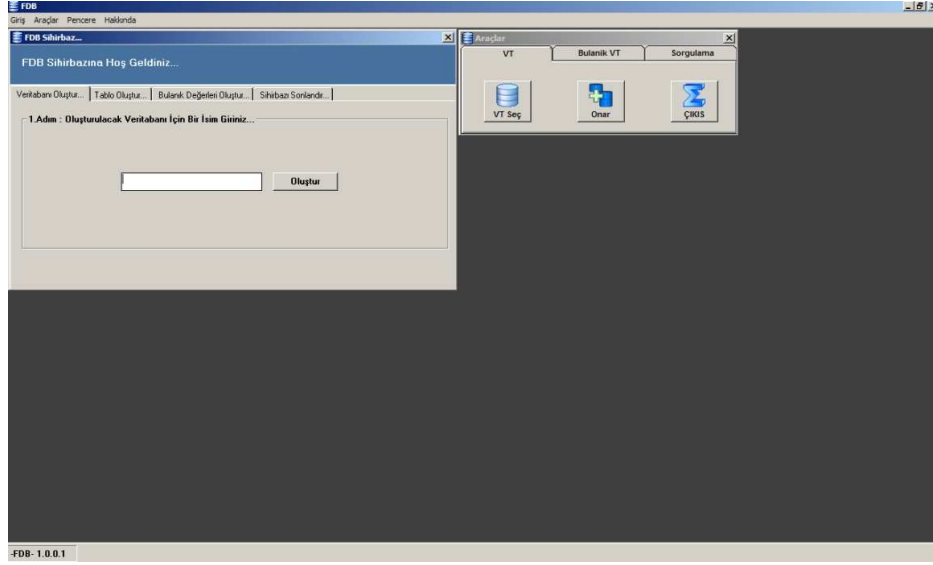 FDB
Giriş Araçlar Pencere Hakkında
FDB Sihirbaz...
FDB Sihirbazına Hoş Geldiniz...
Veritabanı Oluştur... Tablo Oluştur... Bulanık Değerleri Oluştur... Sihirbazı Sonlandır...
1.Adım : Oluşturulacak Veritabanı İçin Bir İsim Giriniz...
Oluştur
Araçlar
VT Bulanik VT Sorgulama
VT Seç Onar ÇIKIS
-FDB- 1.0.0.1